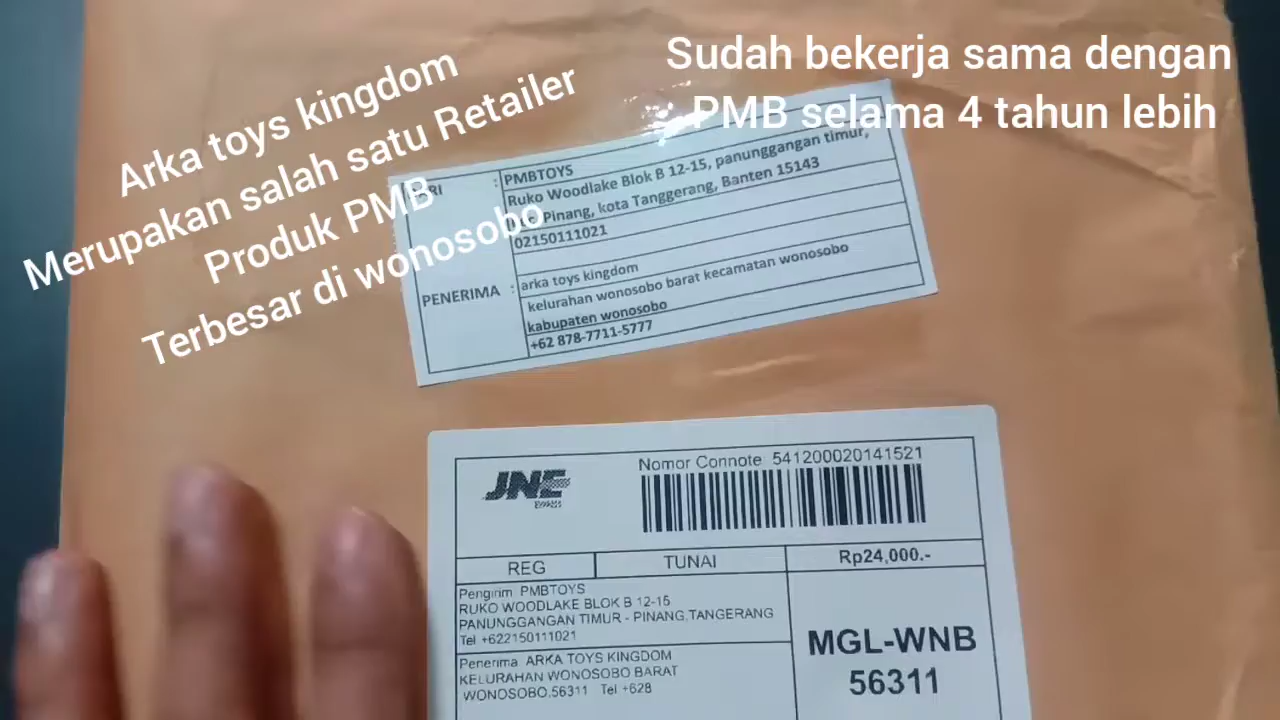 Arka toys kingdom
Merupakan salah satu Retailer
Produk PMB
Terbesar di wonosobo
Sudah bekerja sama dengan
PMB selama 4 tahun lebih
: PMBTOYS
Ruko Woodlake Blok B 12-15, panunggangan timur,
Pinang, kota Tanggerang, Banten 15143
02150111021
PENERIMA : arka toys kingdom
kelurahan wonosobo barat kecamatan wonosobo
kabupaten wonosobo
+62 878-7711-5777
JNE
EXPRESS
Nomor Connote: 541200020141521
REG TUNAI Rp24,000.-
Pengirim PMBTOYS
RUKO WOODLAKE BLOK B 12-15
PANUNGGANGAN TIMUR - PINANG,TANGERANG
Tel +622150111021
Penerima ARKA TOYS KINGDOM
KELURAHAN WONOSOBO BARAT
WONOSOBO,56311 Tel +628
MGL-WNB
56311